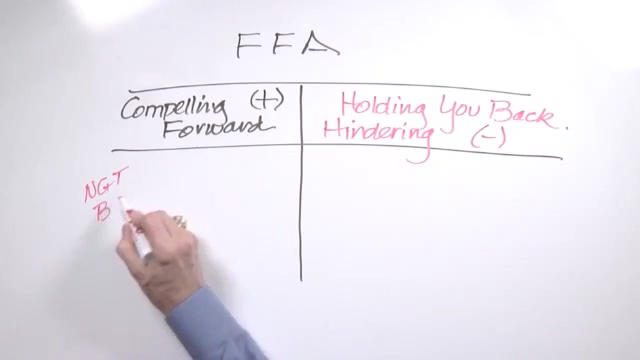 FFA
Compelling (+)
Forward
Holding You Back.
Hindering (-)
NGT
B